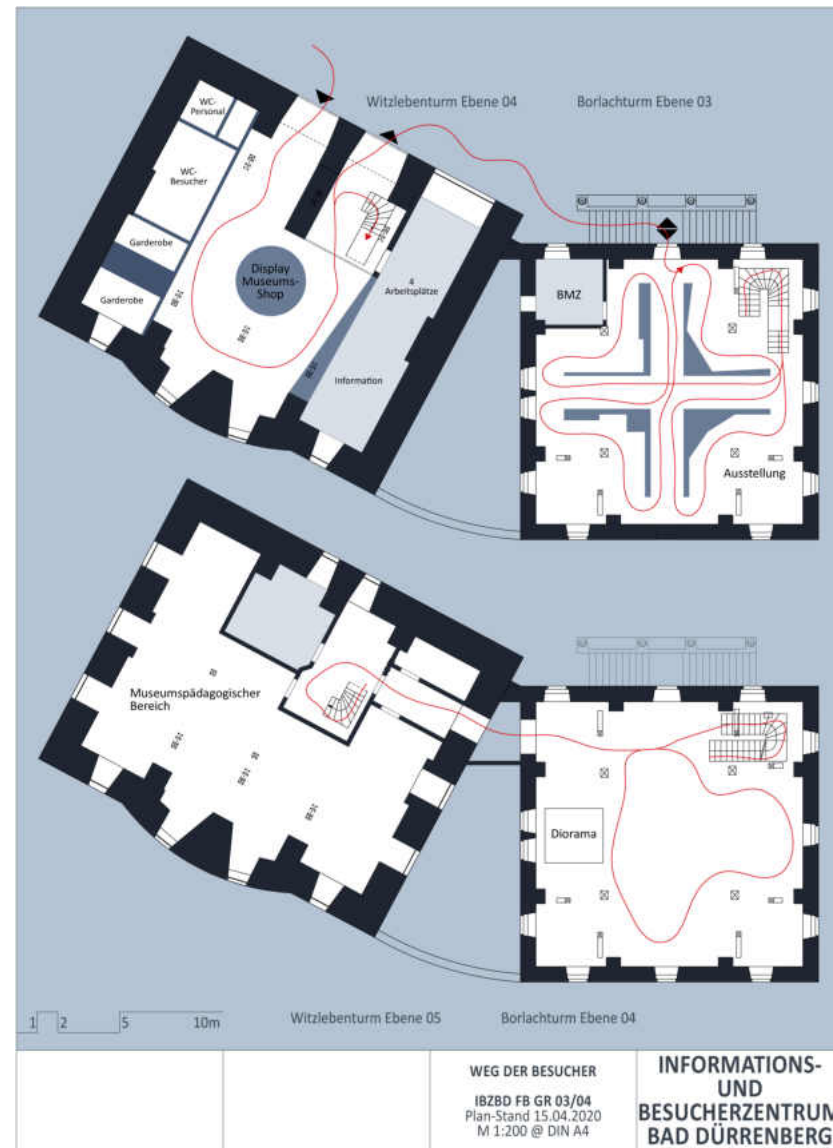 Witzlebenturm Ebene 04
Borlachturm Ebene 03
WC-
Personal
WC-
Besucher
Garderobe
Garderobe
Display
Museums-
Shop
4
Arbeitsplätze
Information
BMZ
Ausstellung
Museumspädagogischer
Bereich
Diorama
1 2 5 10m
Witzlebenturm Ebene 05
Borlachturm Ebene 04
WEG DER BESUCHER
IBZBD FB GR 03/04
Plan-Stand 15.04.2020
M 1:200 @ DIN A4
INFORMATIONS-
UND
BESUCHERZENTRUM
BAD DÜRRENBERG